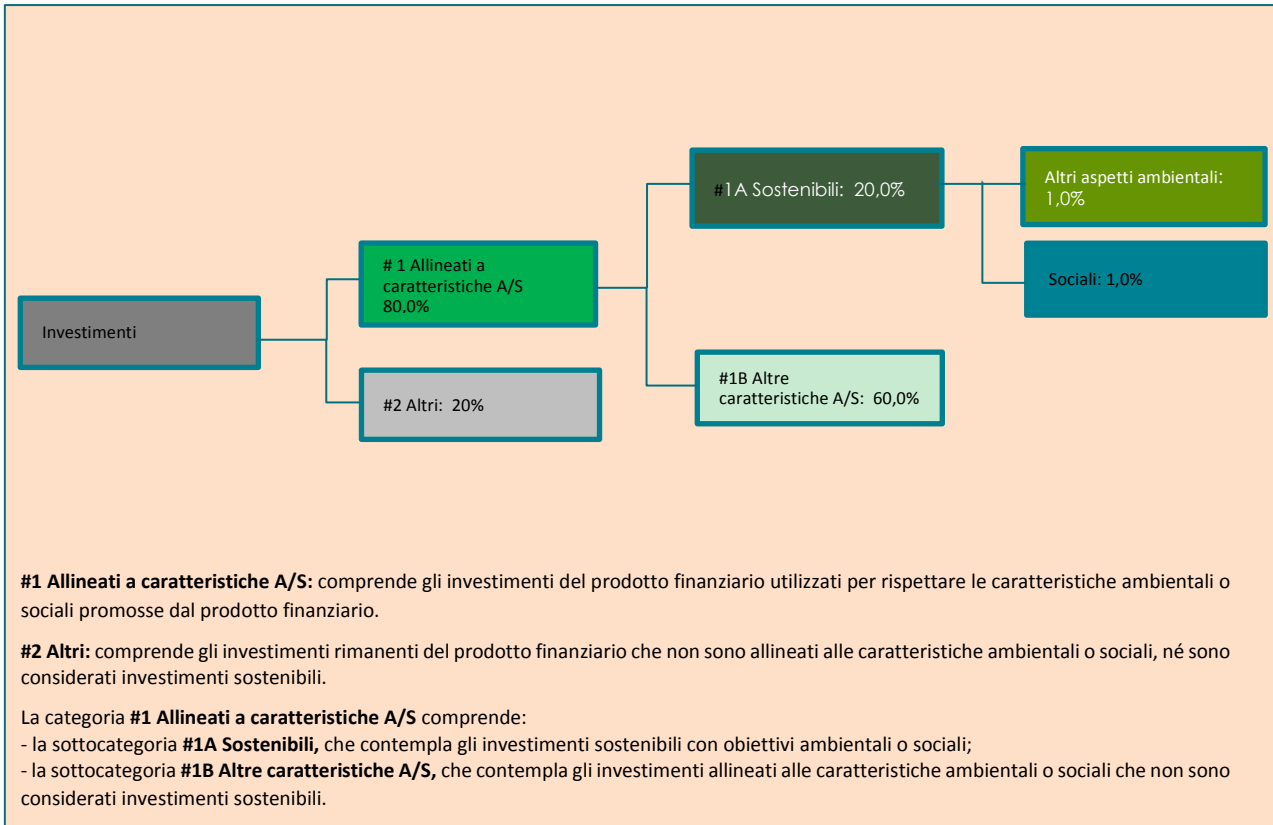 #1A Sostenibili: 20,0%
Altri aspetti ambientali:
1,0%
# 1 Allineati a
caratteristiche A/S
80,0%
Sociali: 1,0%
Investimenti
#1B Altre
caratteristiche A/S: 60,0%
#2 Altri: 20%
#1 Allineati a caratteristiche A/S: comprende gli investimenti del prodotto finanziario utilizzati per rispettare le caratteristiche ambientali o
sociali promosse dal prodotto finanziario.
#2 Altri: comprende gli investimenti rimanenti del prodotto finanziario che non sono allineati alle caratteristiche ambientali o sociali, né sono
considerati investimenti sostenibili.
La categoria #1 Allineati a caratteristiche A/S comprende:
- la sottocategoria #1A Sostenibili, che contempla gli investimenti sostenibili con obiettivi ambientali o sociali;
- la sottocategoria #1B Altre caratteristiche A/S, che contempla gli investimenti allineati alle caratteristiche ambientali o sociali che non sono
considerati investimenti sostenibili.